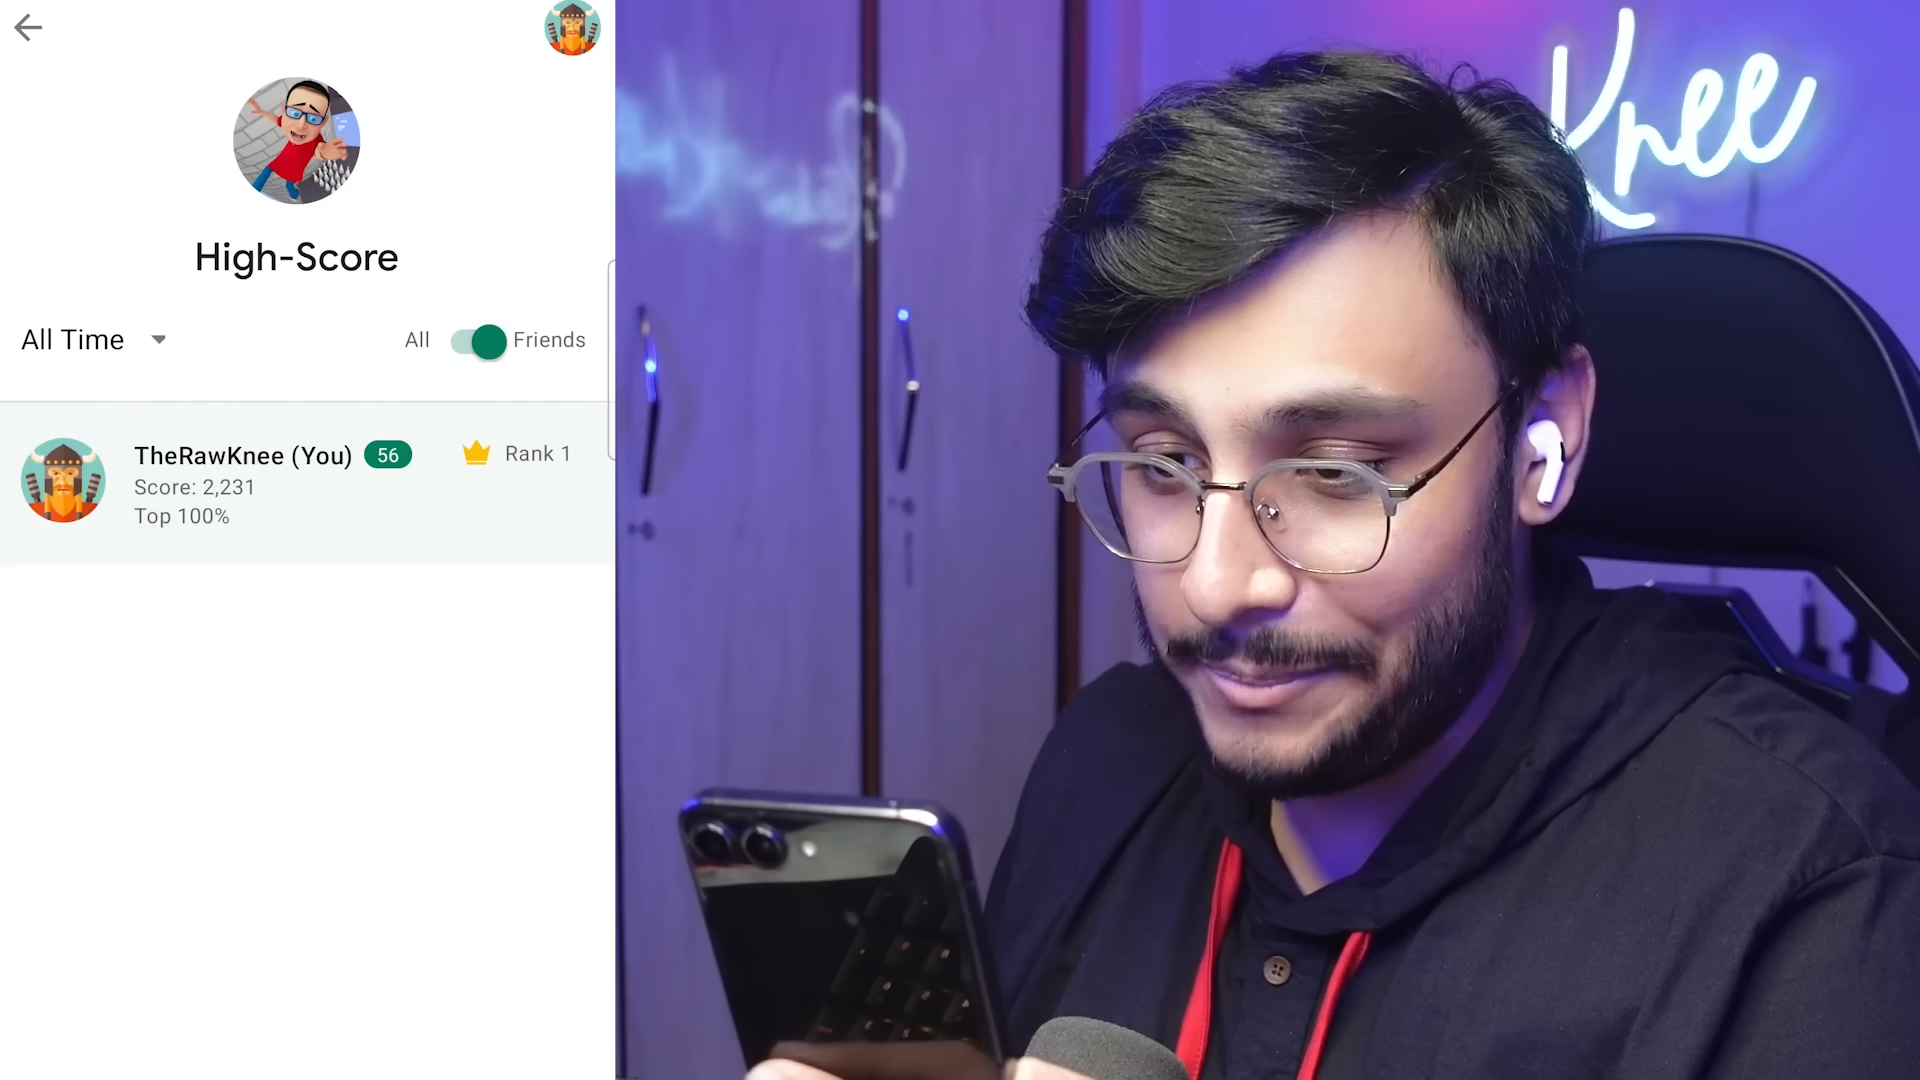 High-Score
All Time
All Friends
TheRawKnee (You) 56
Rank 1
Score: 2,231
Top 100%
Knee